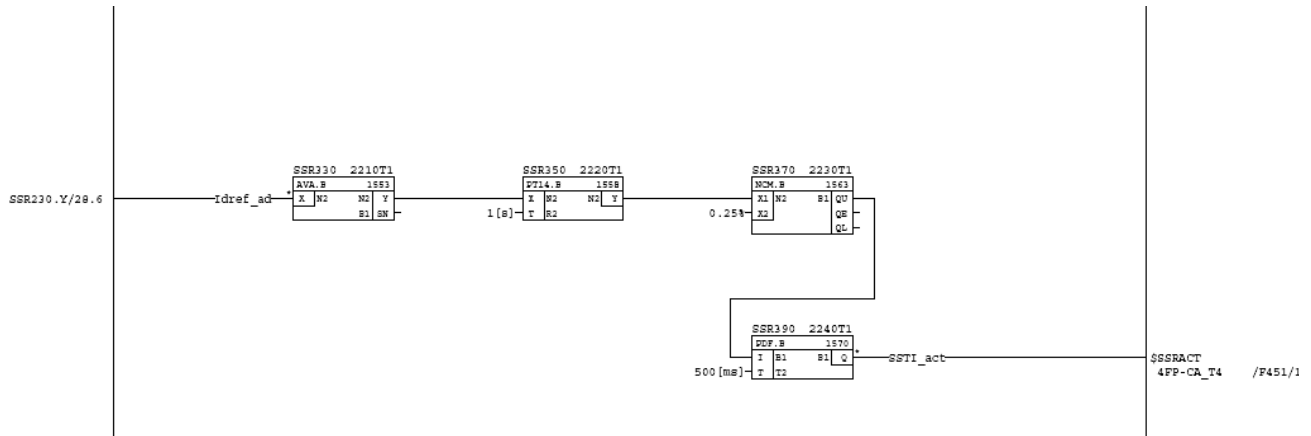 SSR330 2210T1
AVA.B 1553
X N2 N2 Y
B1 SN
SSR350 2220T1
PT14.B 1558
X N2 N2 Y
1[s] T R2
SSR370 2230T1
NCM.B 1563
X1 N2 B1 QU
0.25% X2 QE
QL
SSR230.Y/28.6
Idref_ad *
SSR390 2240T1
PDF.B 1570
I B1 B1 Q *
500[ms] T T2
SSTI_act
$SSRACT
4FP-CA_T4 /F451/1